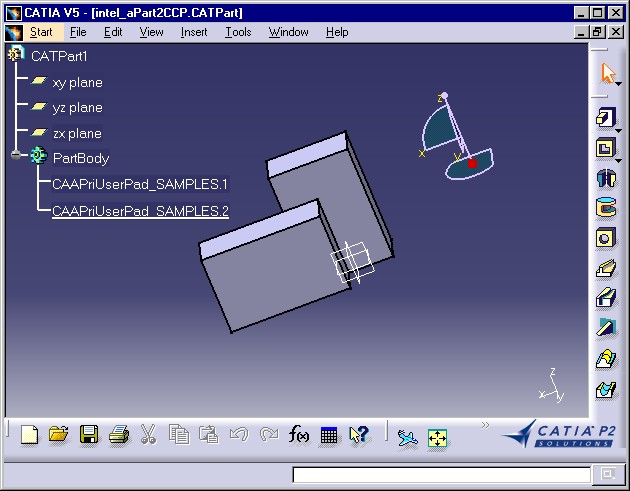 CATIA V5 - [intel_aPart2CCP.CATPart]
Start File Edit View Insert Tools Window Help
CATPart1
xy plane
yz plane
zx plane
PartBody
CAAPriUserPad_SAMPLES.1
CAAPriUserPad_SAMPLES.2
z
x
y
z
x
y
f(x)
CATIA P2
SOLUTIONS